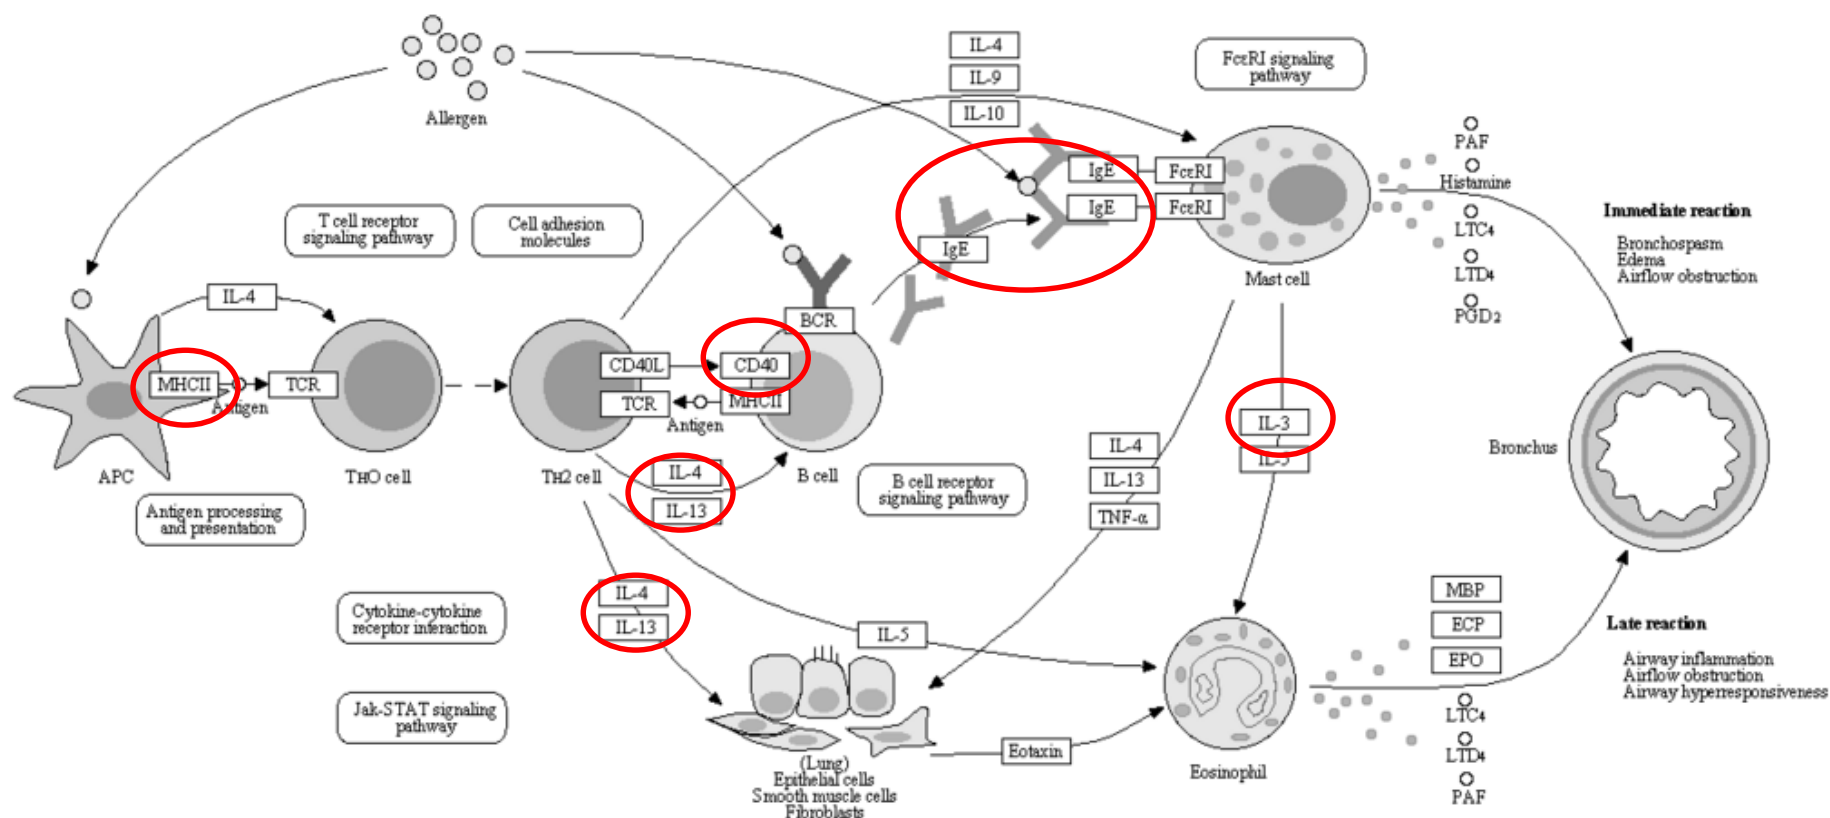 Allergen
IL-4
IL-9
IL-10
FcεRI signaling
pathway
PAF
Histamine
LTC4
LTD4
PGD2
Immediate reaction
Bronchospasm
Edema
Airflow obstruction
IgE
FcεRI
IgE
FcεRI
IgE
Mast cell
T cell receptor
signaling pathway
Cell adhesion
molecules
IL-4
BCR
MHCII
Antigen
TCR
CD40L
CD40
TCR
MHCII
Antigen
APC
TH0 cell
TH2 cell
B cell
IL-4
IL-13
B cell receptor
signaling pathway
Antigen processing
and presentation
IL-4
IL-13
TNF-α
IL-3
IL-5
Bronchus
Cytokine-cytokine
receptor interaction
IL-4
IL-13
IL-5
Jak-STAT signaling
pathway
(Lung)
Epithelial cells
Smooth muscle cells
Fibroblasts
Eotaxin
Eosinophil
MBP
ECP
EPO
LTC4
LTD4
PAF
Late reaction
Airway inflammation
Airflow obstruction
Airway hyperresponsiveness